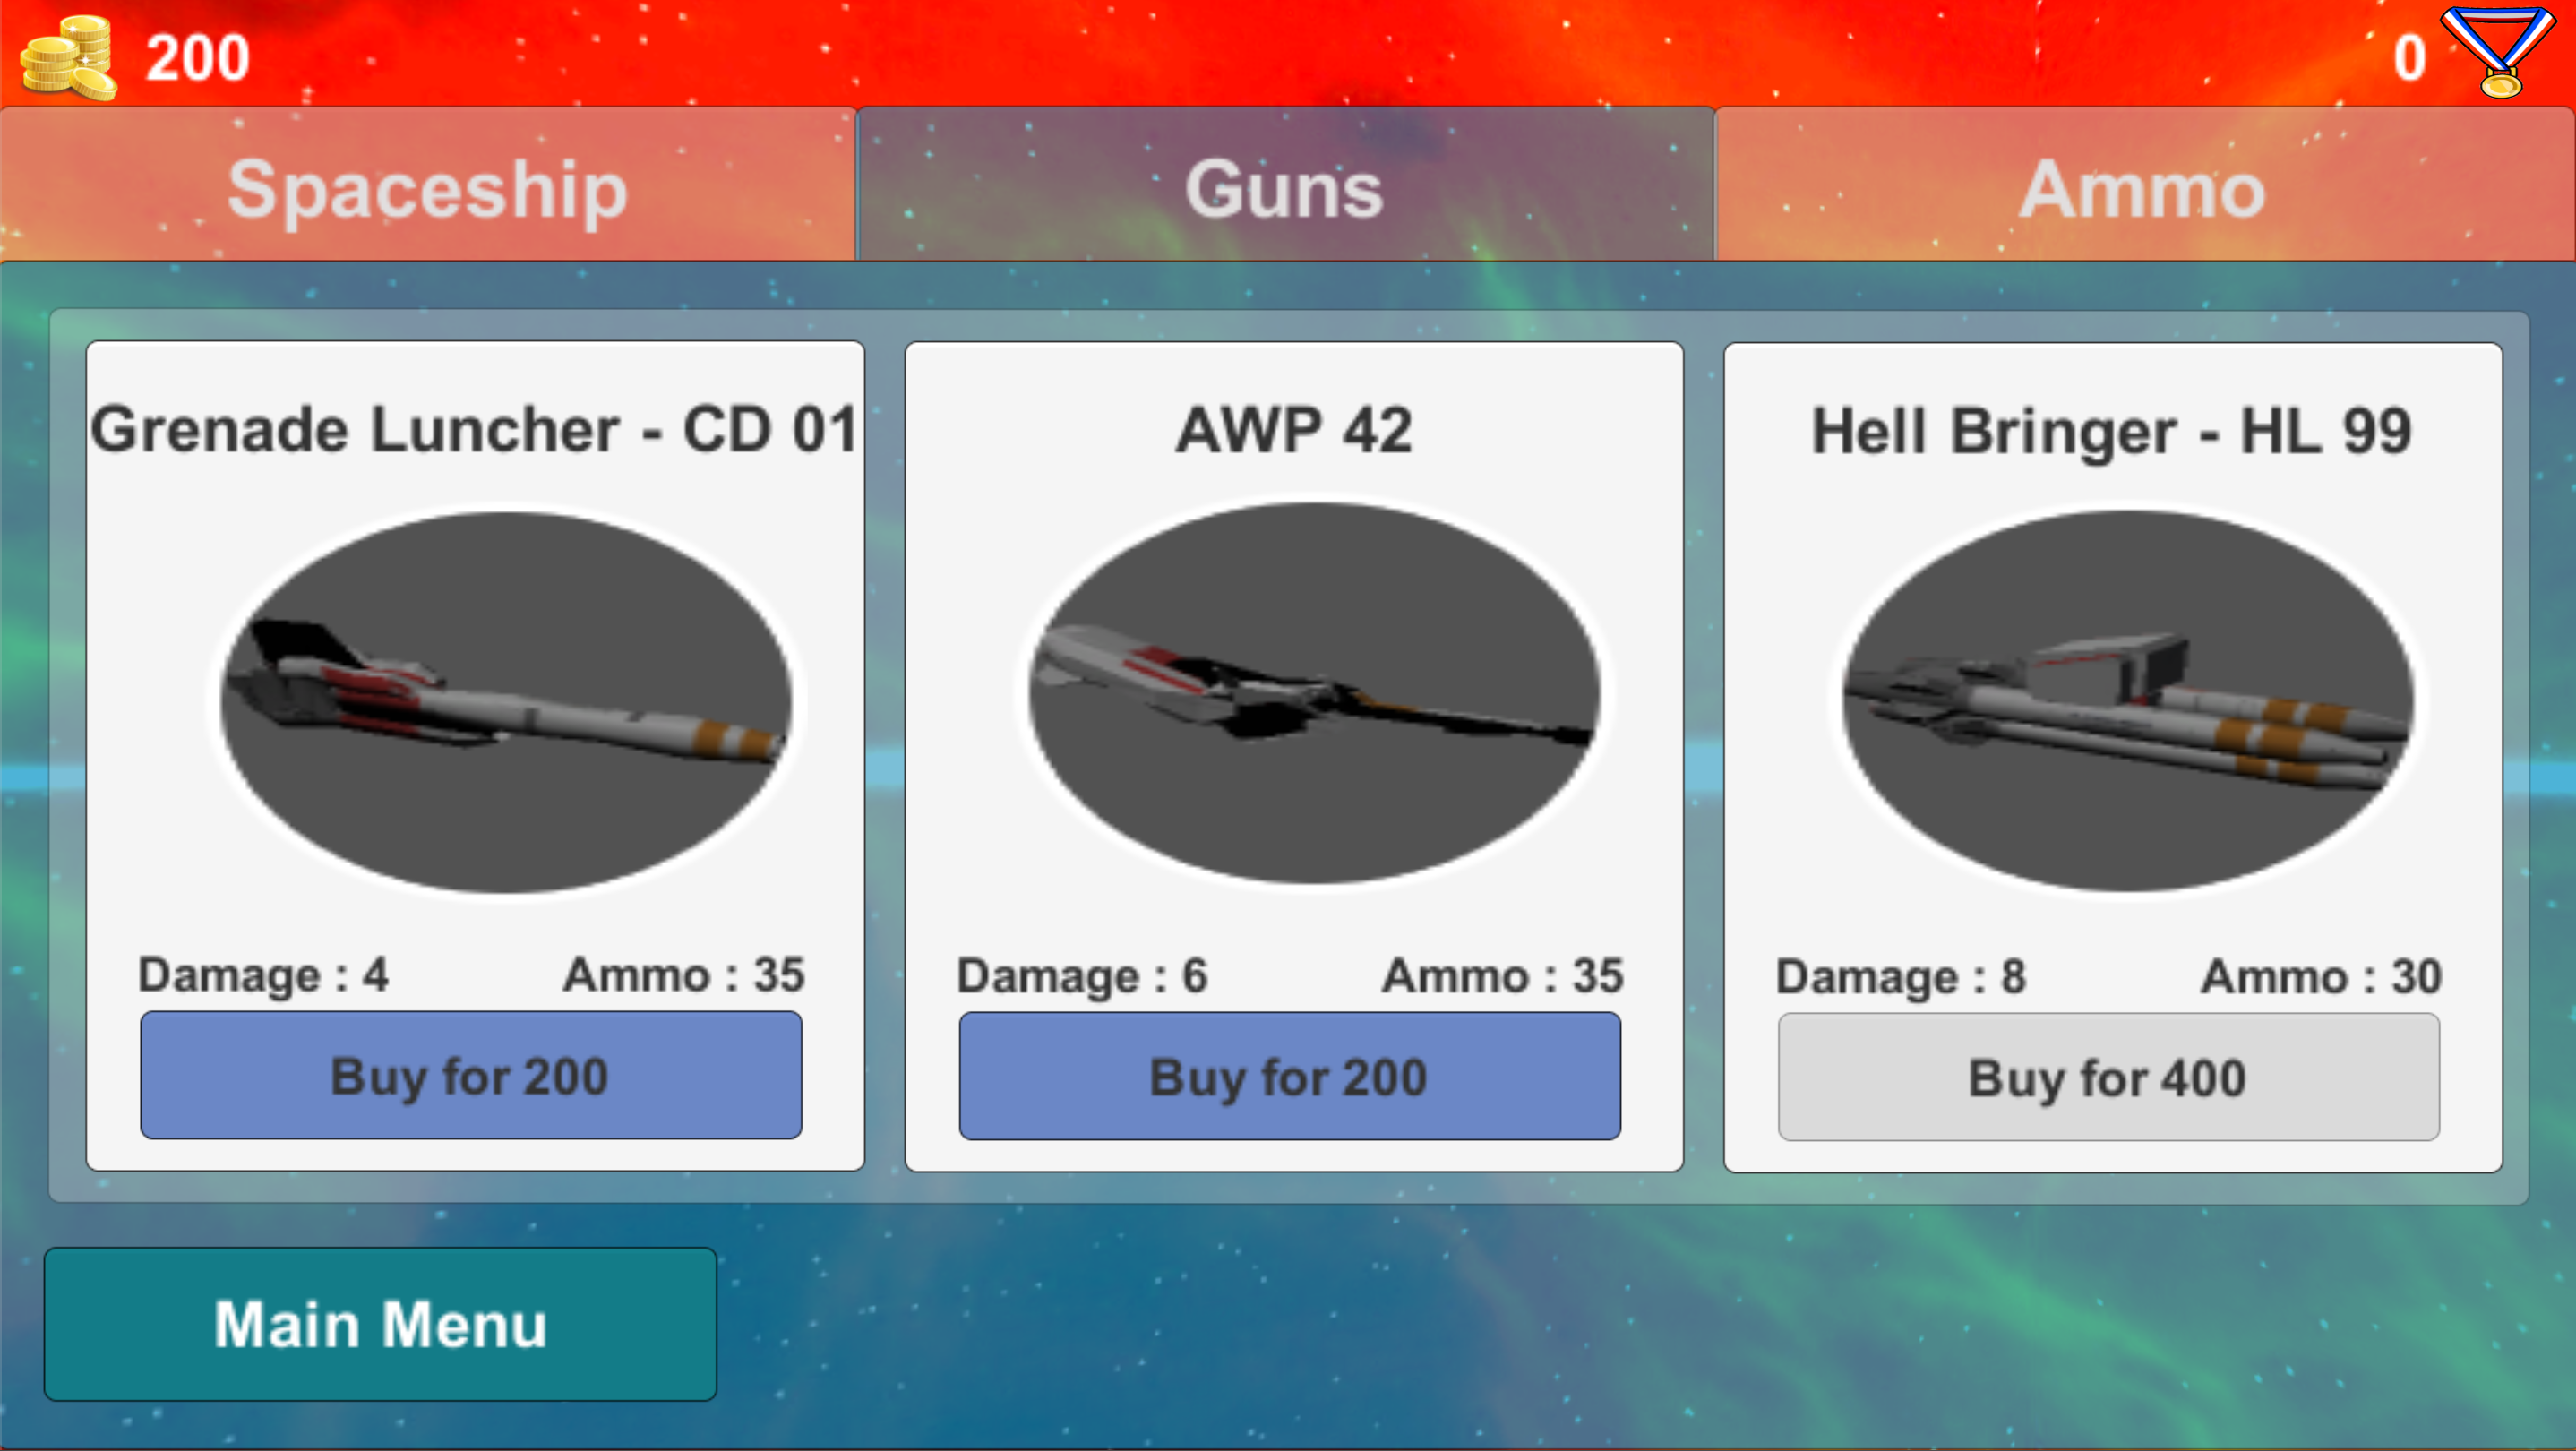 200
0
Spaceship
Guns
Ammo
Grenade Luncher - CD 01
AWP 42
Hell Bringer - HL 99
Damage : 4
Ammo : 35
Damage : 6
Ammo : 35
Damage : 8
Ammo : 30
Buy for 200
Buy for 200
Buy for 400
Main Menu